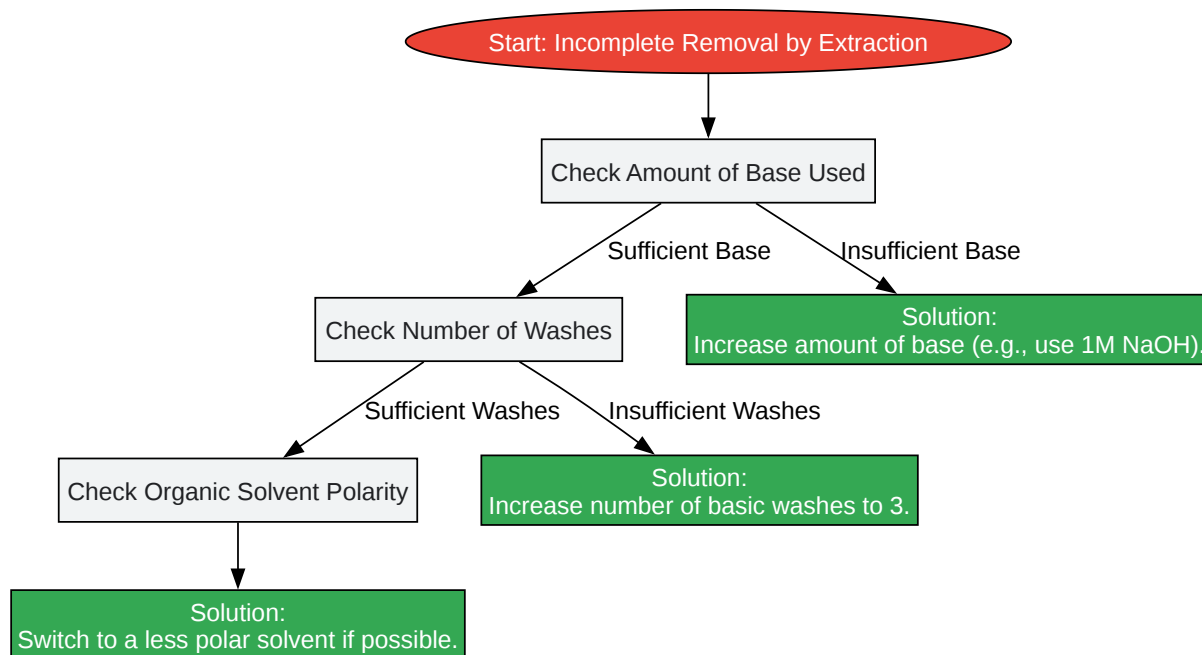 Start: Incomplete Removal by Extraction
Check Amount of Base Used
Sufficient Base
Insufficient Base
Check Number of Washes
Solution:
Increase amount of base (e.g., use 1M NaOH).
Sufficient Washes
Insufficient Washes
Check Organic Solvent Polarity
Solution:
Increase number of basic washes to 3.
Solution:
Switch to a less polar solvent if possible.